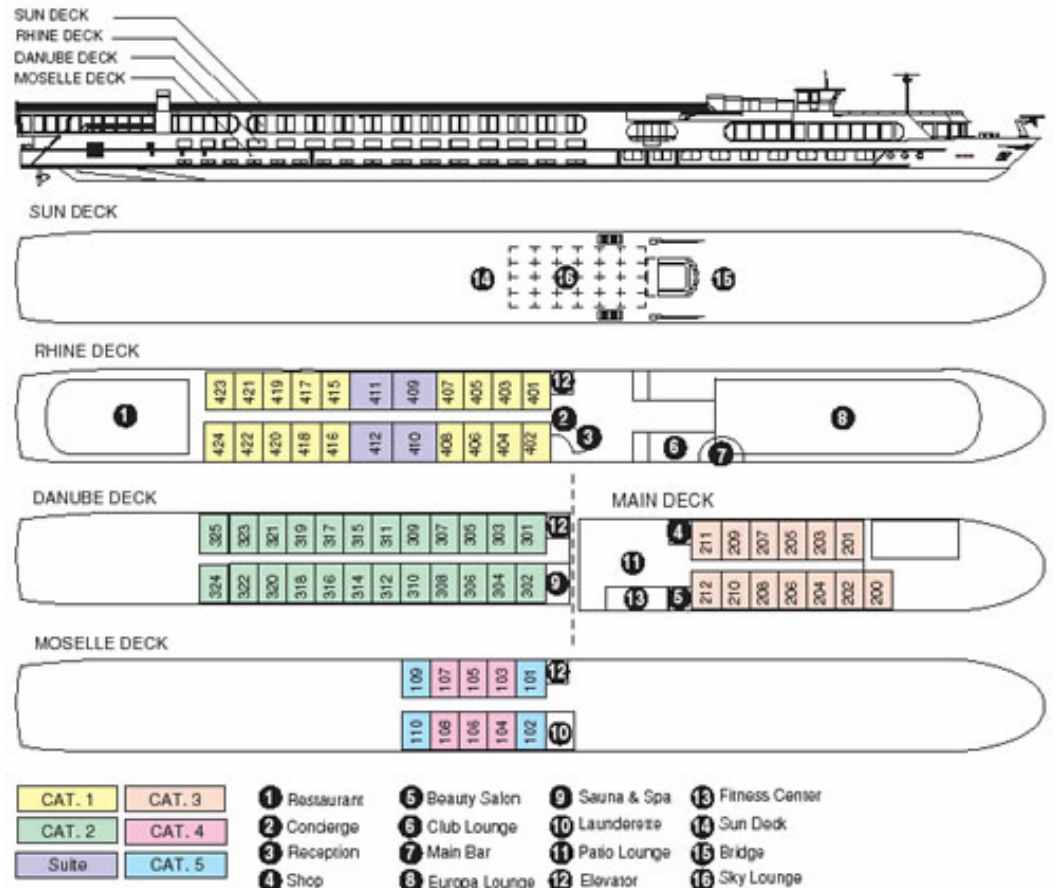 SUN DECK
RHINE DECK
DANUBE DECK
MOSELLE DECK
SUN DECK
14 16 15
RHINE DECK
423 421 419 417 415 411 409 407 405 403 401 12
1 2 3 6 7 8
424 422 420 418 416 412 410 408 406 404 402
DANUBE DECK
325 323 321 319 317 315 311 309 307 305 303 301 12
324 322 320 318 316 314 312 310 308 306 304 302 9
MAIN DECK
4 211 209 207 205 203 201
11
13 5 212 210 208 206 204 202 200
MOSELLE DECK
109 107 105 103 101 12
110 108 106 104 102 10
CAT. 1 CAT. 3
CAT. 2 CAT. 4
Suite CAT. 5
1 Restaurant
2 Concierge
3 Reception
4 Shop
5 Beauty Salon
6 Club Lounge
7 Main Bar
8 Europa Lounge
9 Sauna & Spa
10 Launderette
11 Patio Lounge
12 Elevator
13 Fitness Center
14 Sun Deck
15 Bridge
16 Sky Lounge